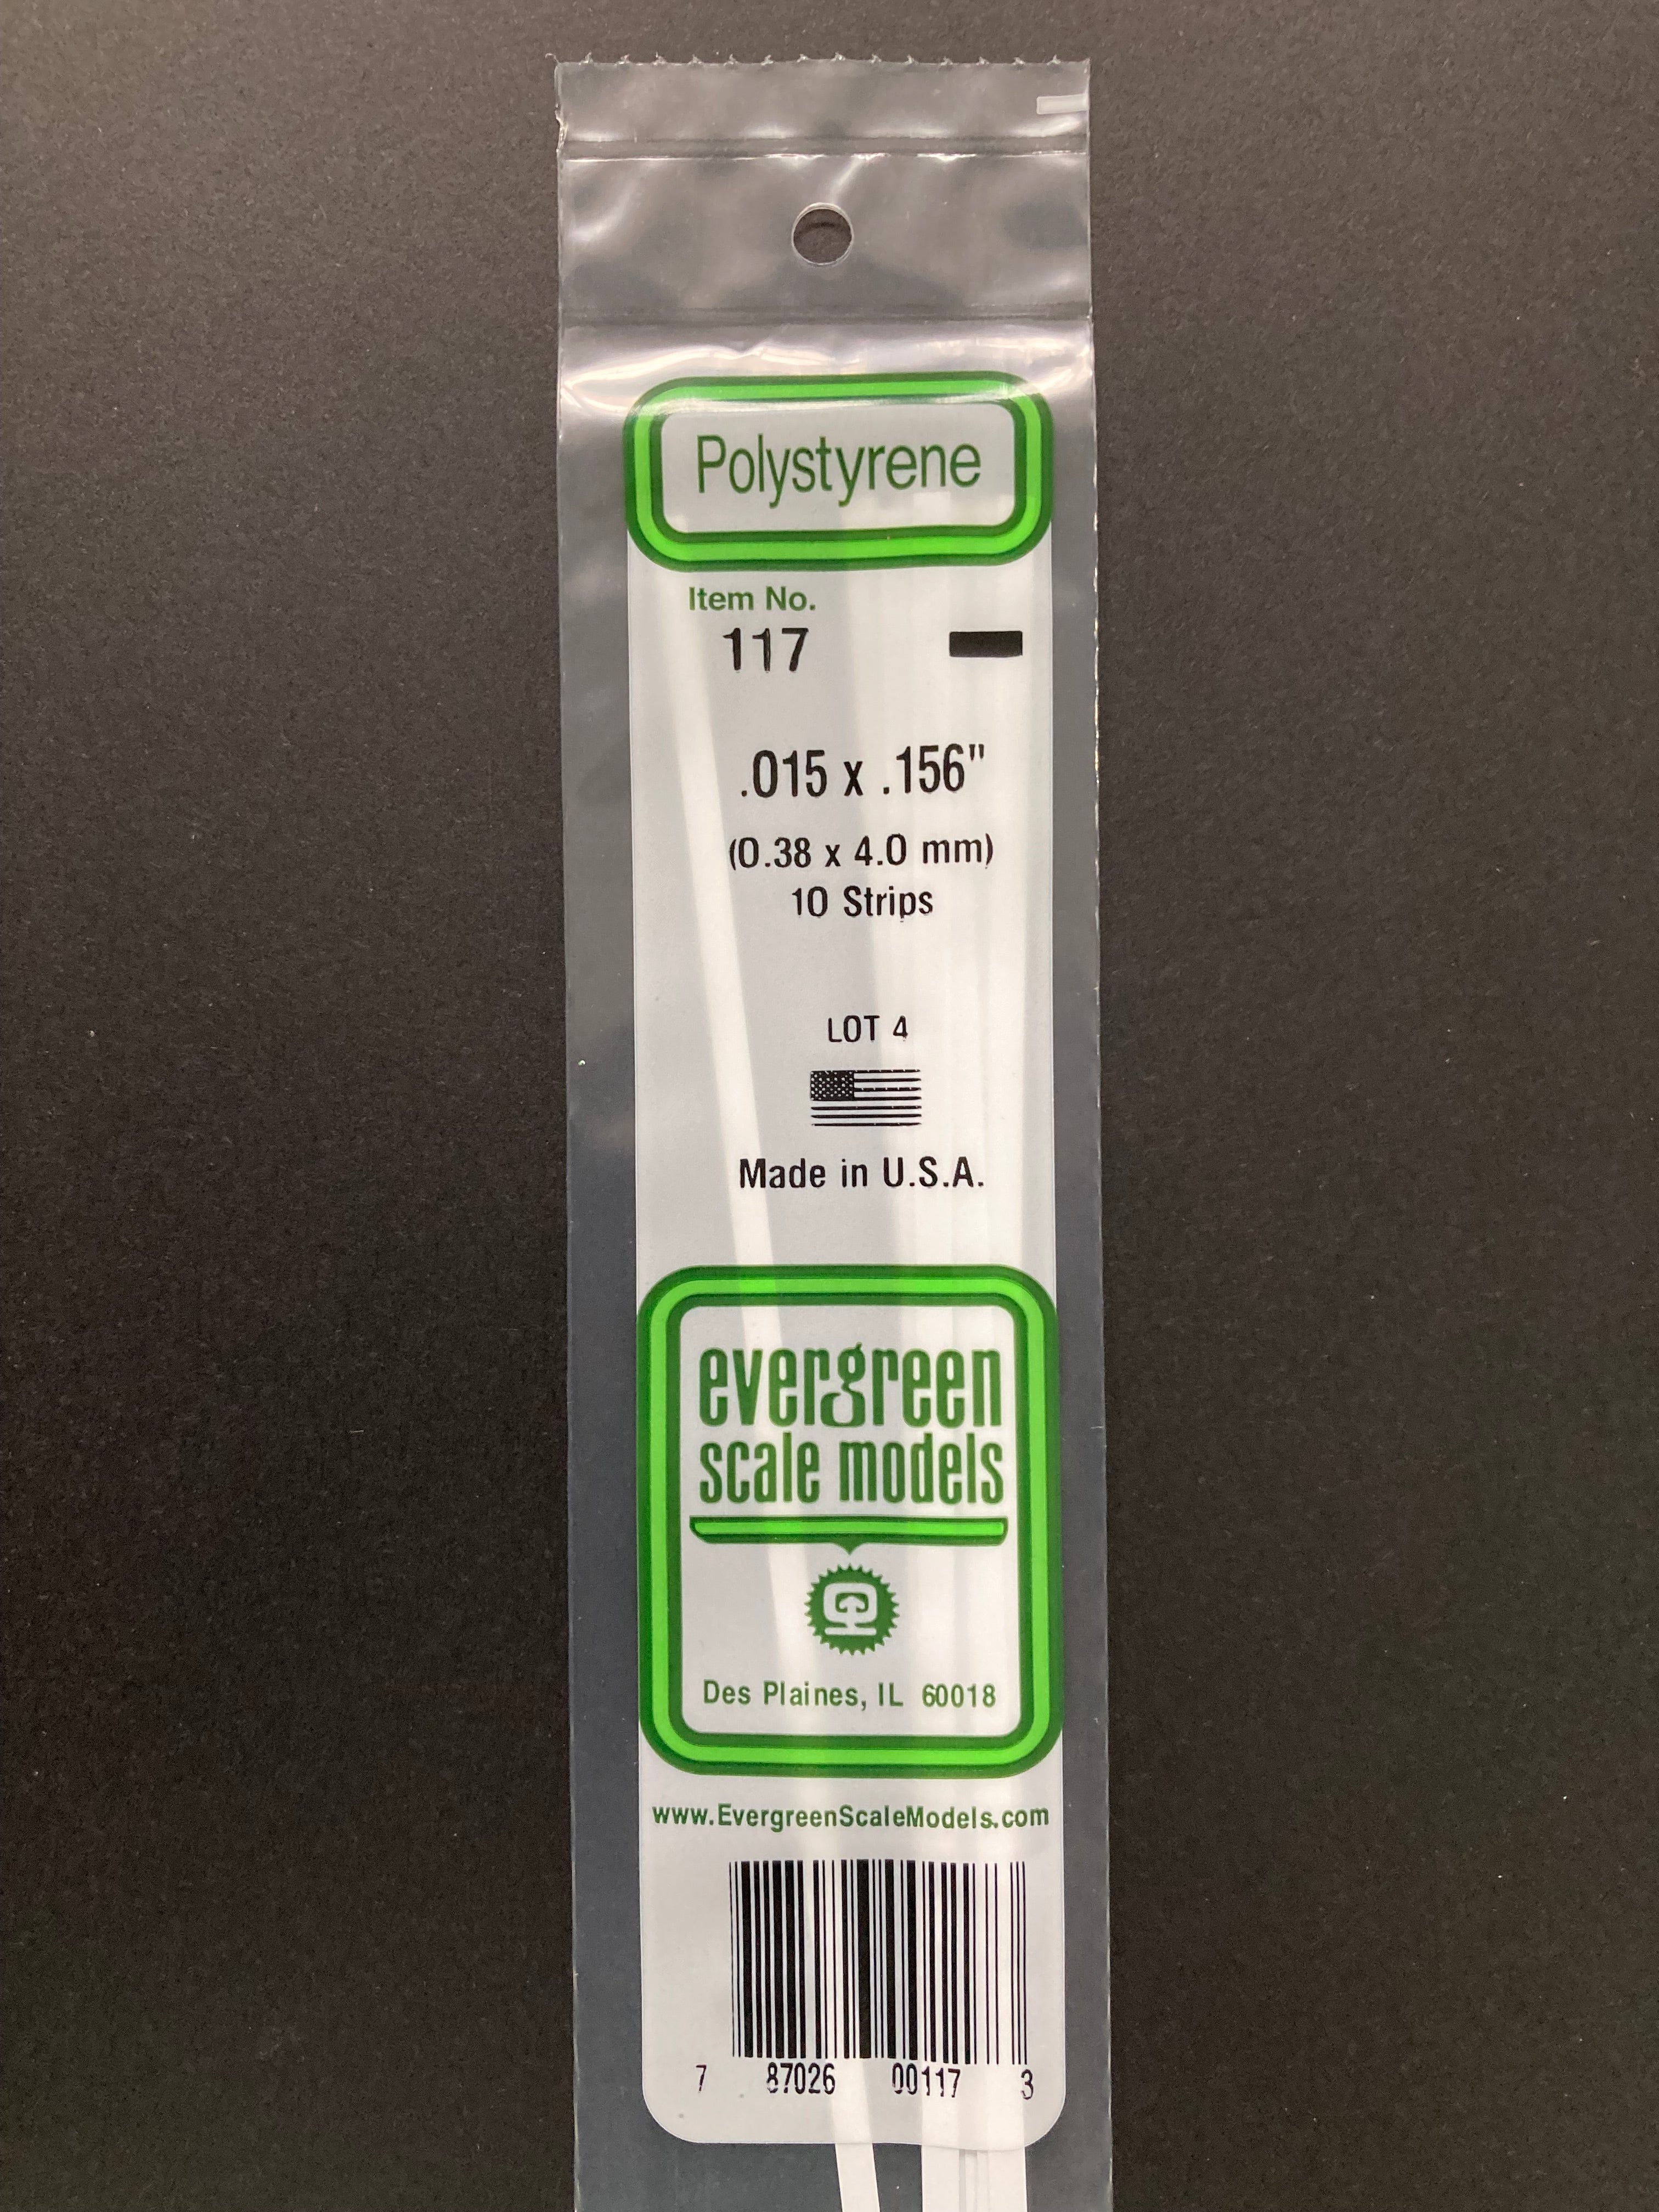 Polystyrene
Item No.
117
.015 x .156"
(0.38 x 4.0 mm)
10 Strips
LOT 4
Made in U.S.A.
evergreen
scale models
Des Plaines, IL 60018
www.EvergreenScaleModels.com
7 87026 00117 3